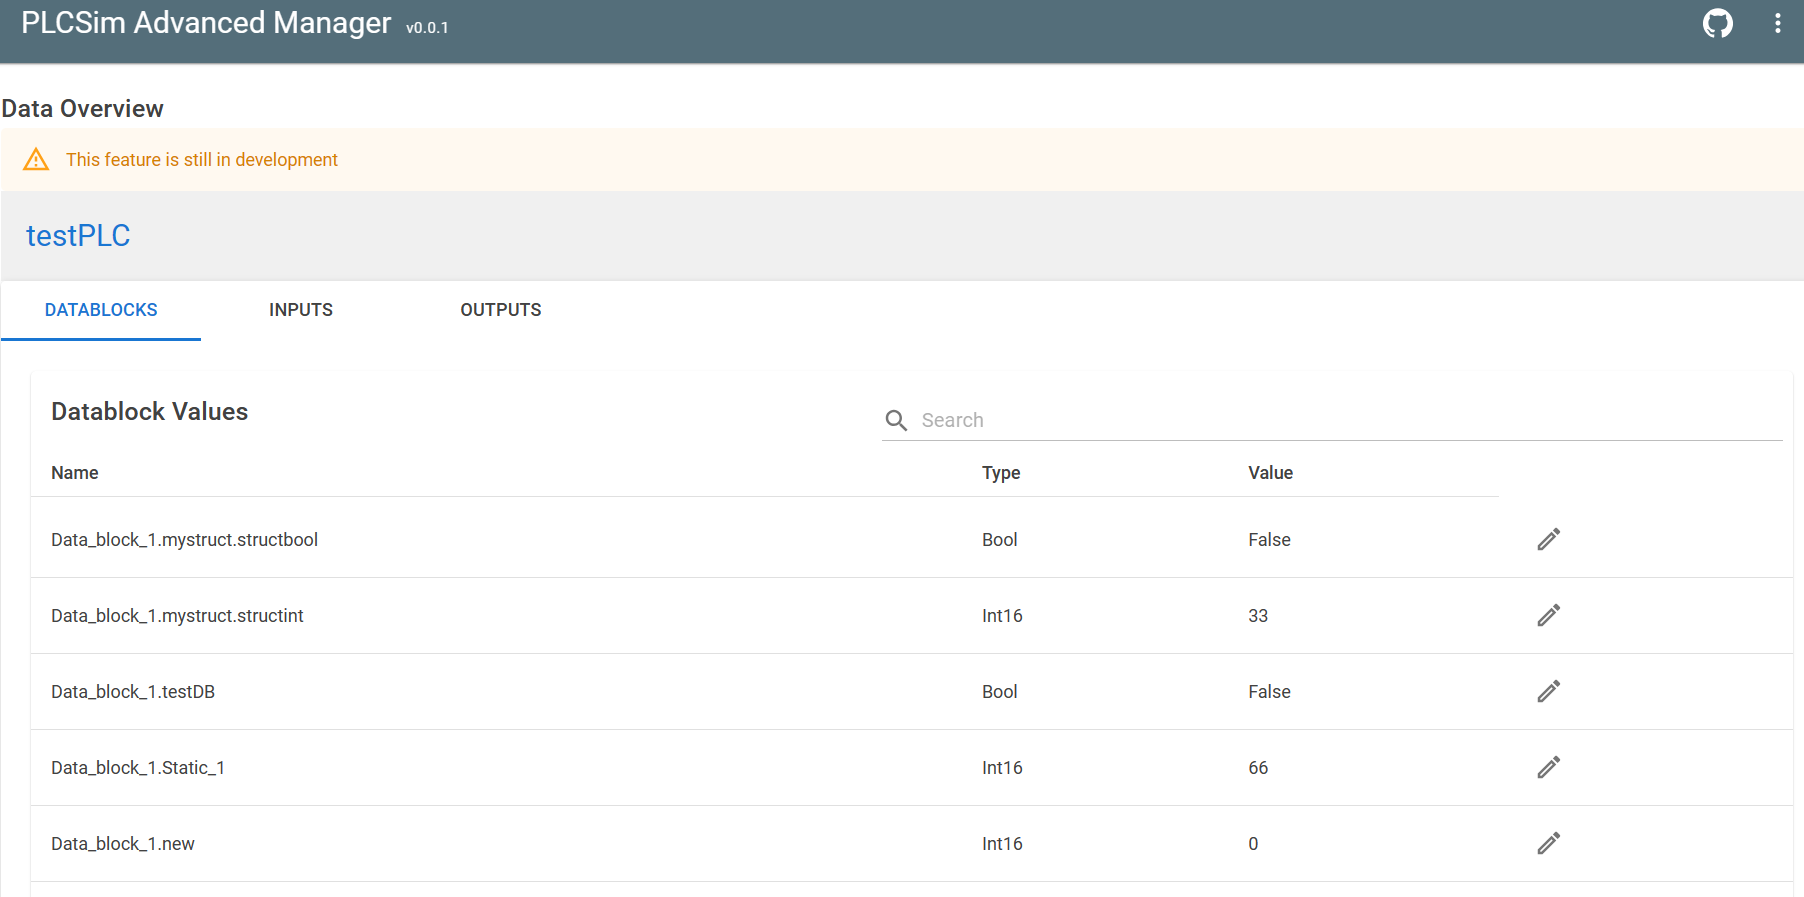 PLCSim Advanced Manager v0.0.1
Data Overview
This feature is still in development
testPLC
DATABLOCKS INPUTS OUTPUTS
Datablock Values
Search
Name Type Value
Data_block_1.mystruct.structbool Bool False
Data_block_1.mystruct.structint Int16 33
Data_block_1.testDB Bool False
Data_block_1.Static_1 Int16 66
Data_block_1.new Int16 0